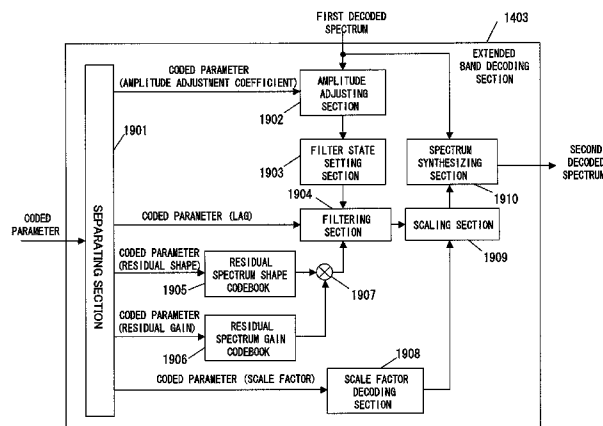 FIRST DECODED
SPECTRUM
1403
EXTENDED
BAND DECODING
SECTION
CODED PARAMETER
(AMPLITUDE ADJUSTMENT COEFFICIENT)
AMPLITUDE
ADJUSTING
SECTION
1901
1902
FILTER STATE
SETTING
SECTION
1903
SPECTRUM
SYNTHESIZING
SECTION
SECOND
DECODED
SPECTRUM
1904
1910
CODED
PARAMETER
SEPARATING SECTION
CODED PARAMETER (LAG)
FILTERING
SECTION
SCALING SECTION
1909
CODED PARAMETER
(RESIDUAL SHAPE)
RESIDUAL
SPECTRUM SHAPE
CODEBOOK
1905
1907
CODED PARAMETER
(RESIDUAL GAIN)
RESIDUAL
SPECTRUM GAIN
CODEBOOK
1906
1908
CODED PARAMETER (SCALE FACTOR)
SCALE FACTOR
DECODING
SECTION